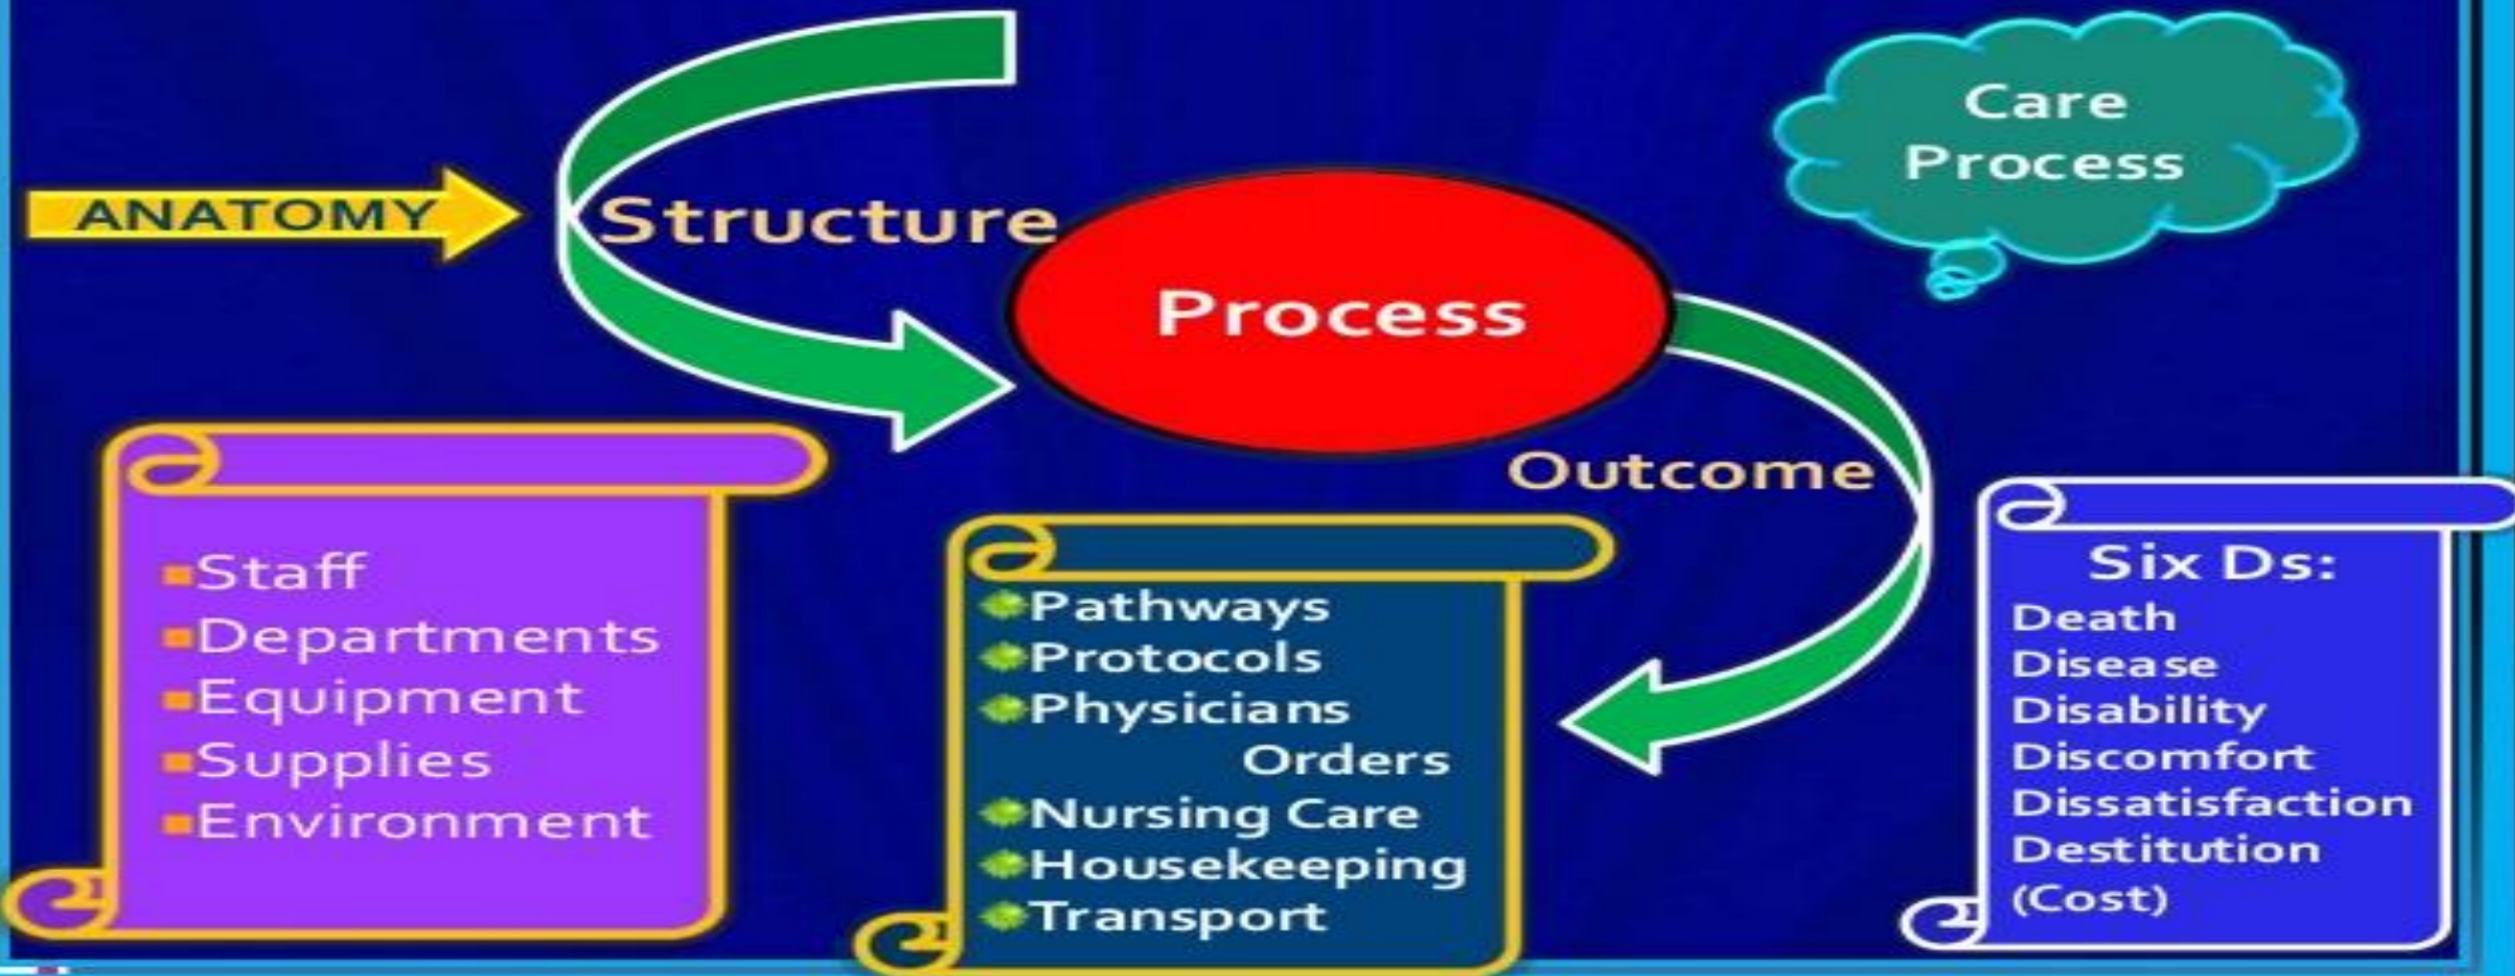 Care
Process
ANATOMY
Structure
Process
Outcome
Staff
Departments
Equipment
Supplies
Environment
Pathways
Protocols
Physicians
Orders
Nursing Care
Housekeeping
Transport
Six Ds:
Death
Disease
Disability
Discomfort
Dissatisfaction
Destitution
(Cost)